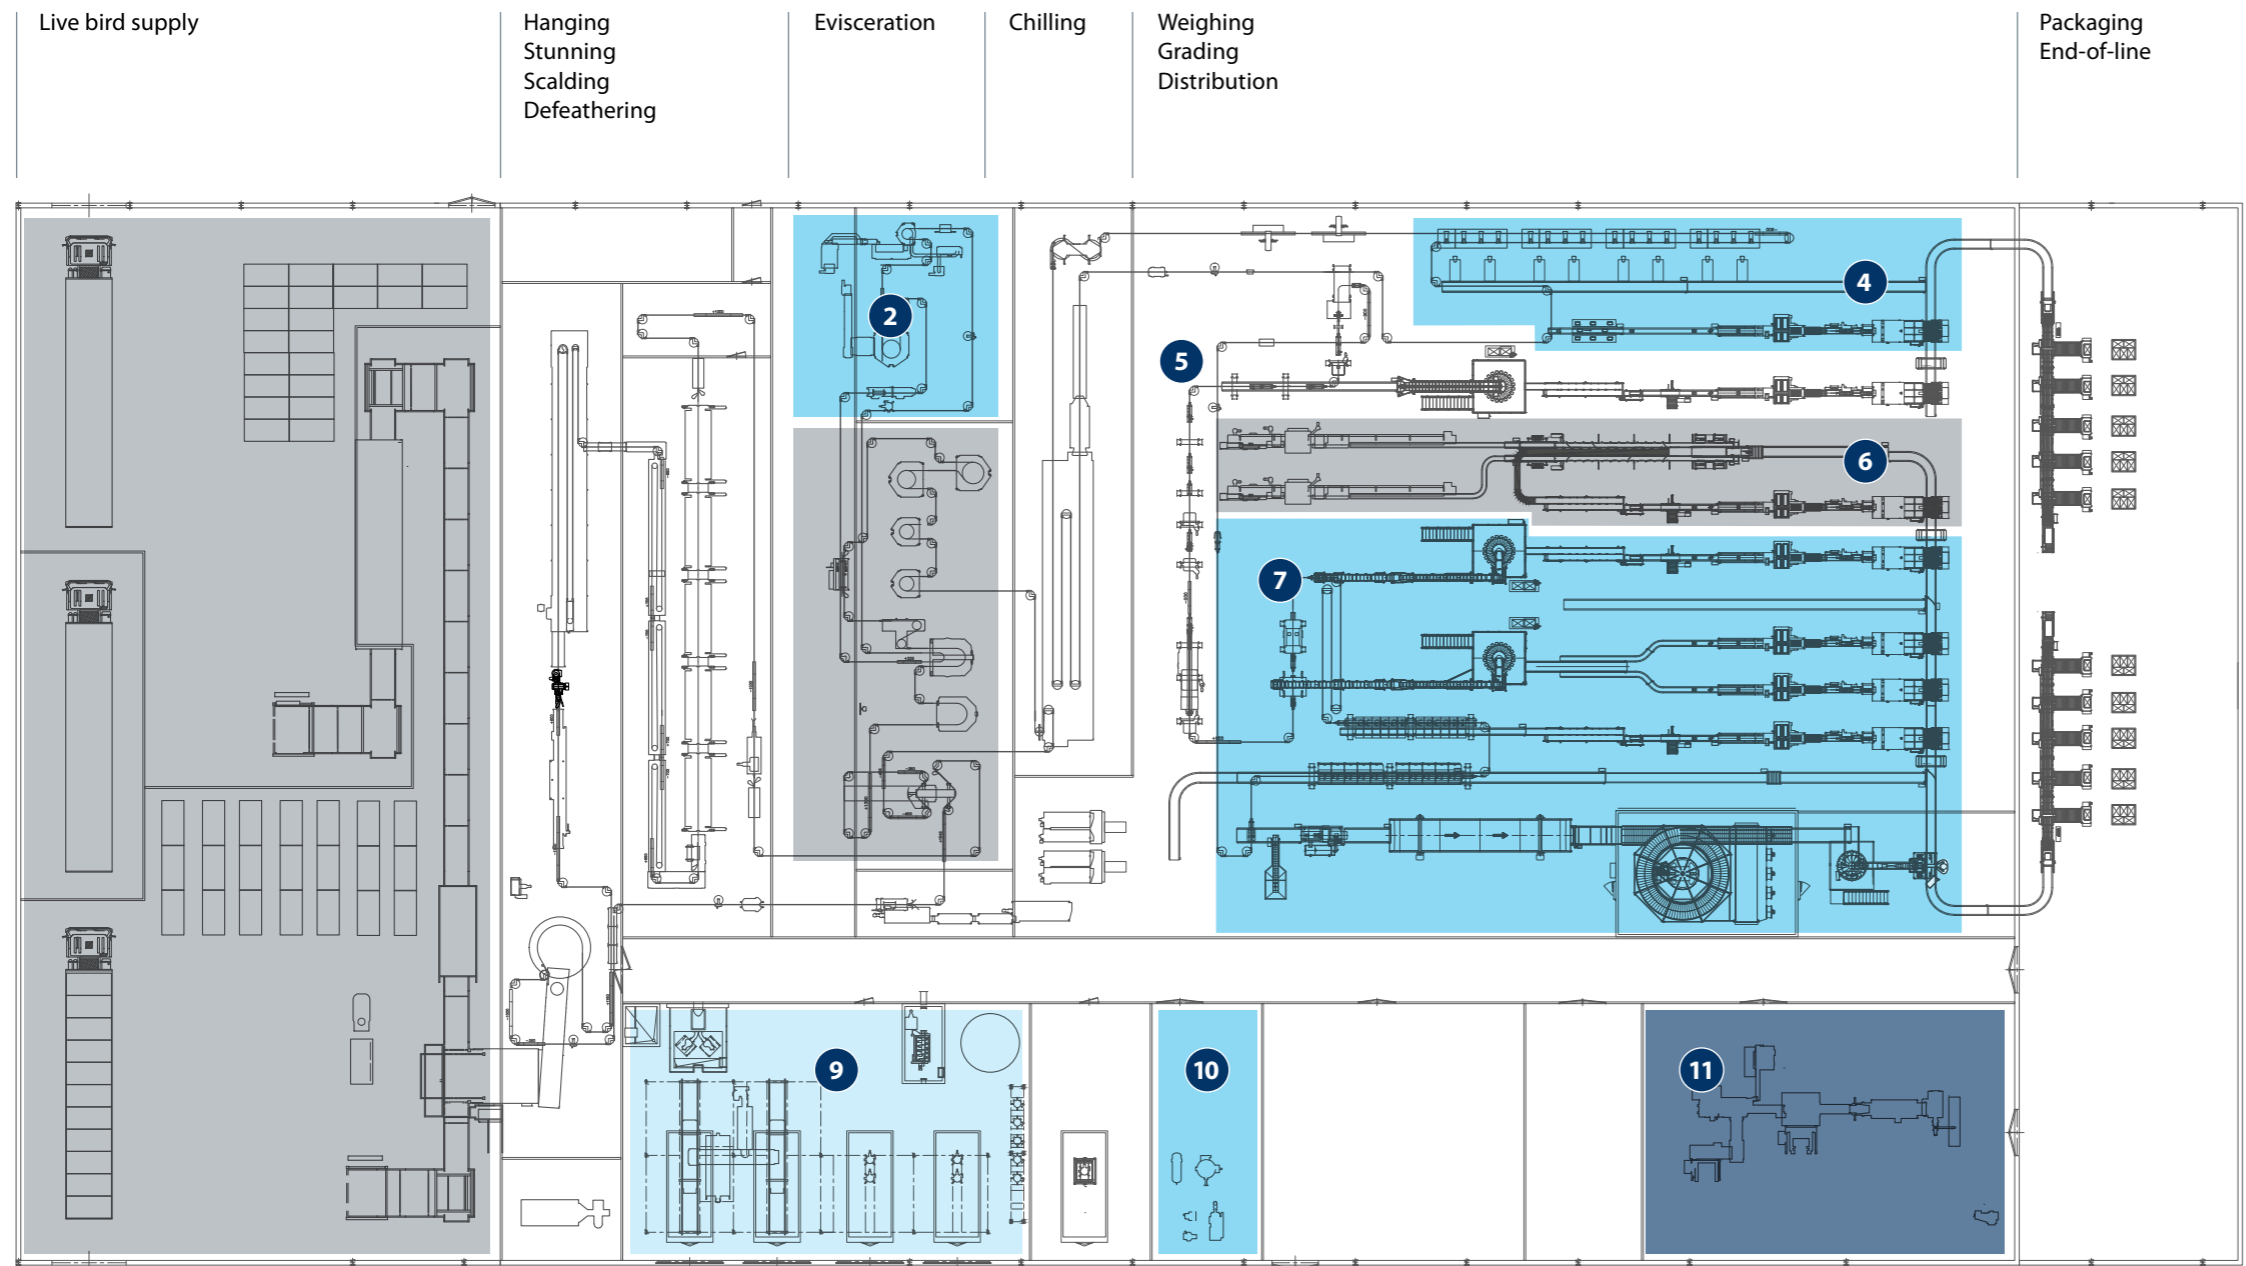 Live bird supply
Hanging
Stunning
Scalding
Defeathering
Evisceration
Chilling
Weighing
Grading
Distribution
Packaging
End-of-line
2
4
5
6
7
9
10
11